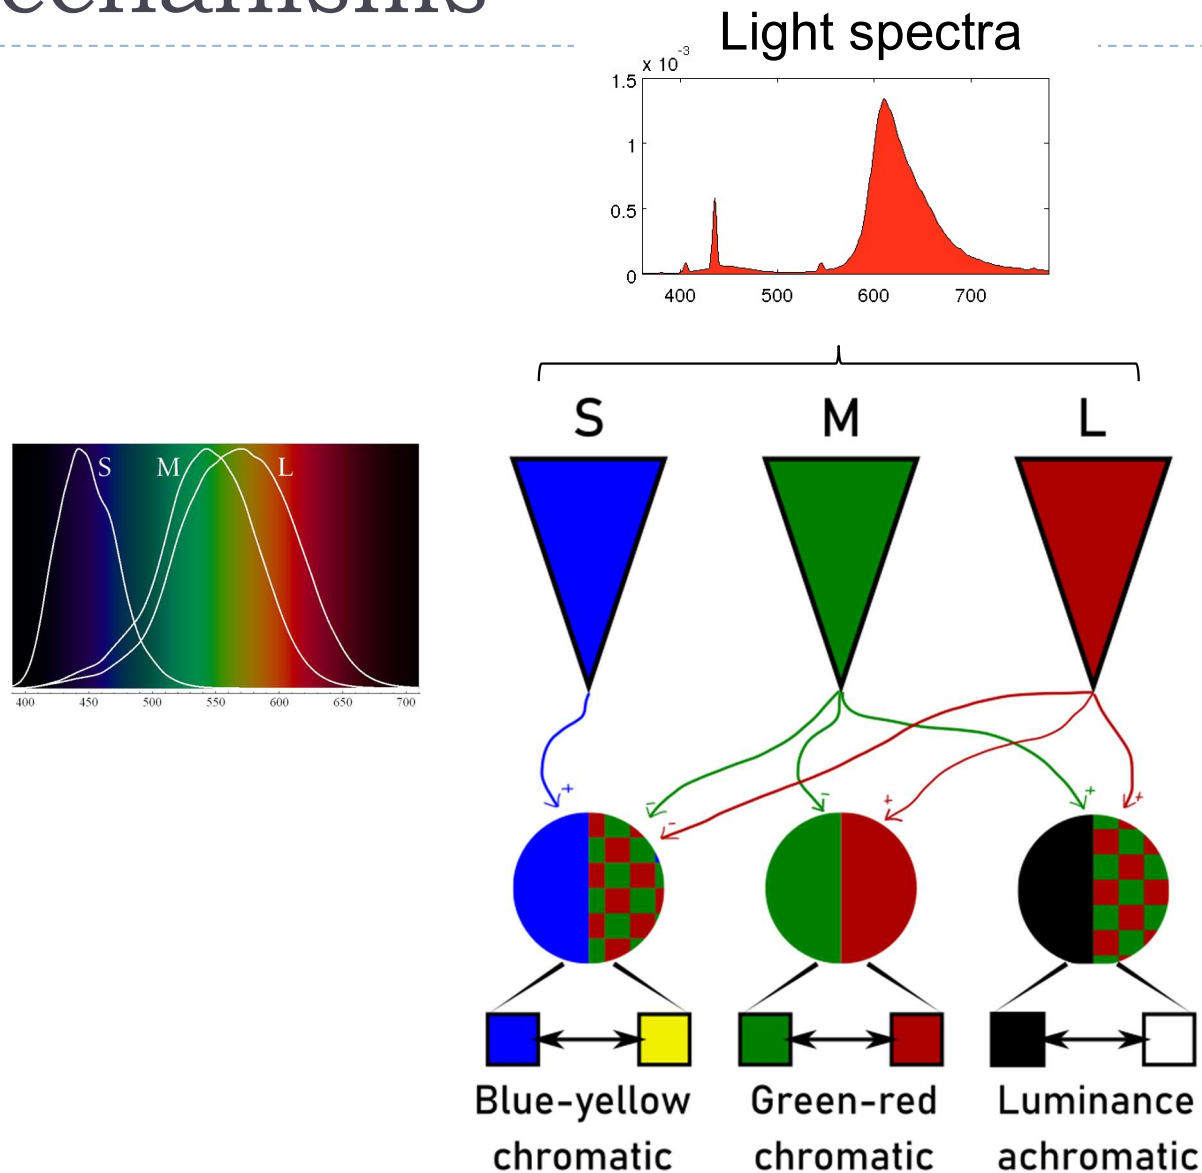 echanisms
Light spectra
x 10
-3
1.5
1
0.5
0
400 500 600 700
S M L
S M L
400 450 500 550 600 650 700
+ - - - + + +
Blue-yellow
chromatic
Green-red
chromatic
Luminance
achromatic